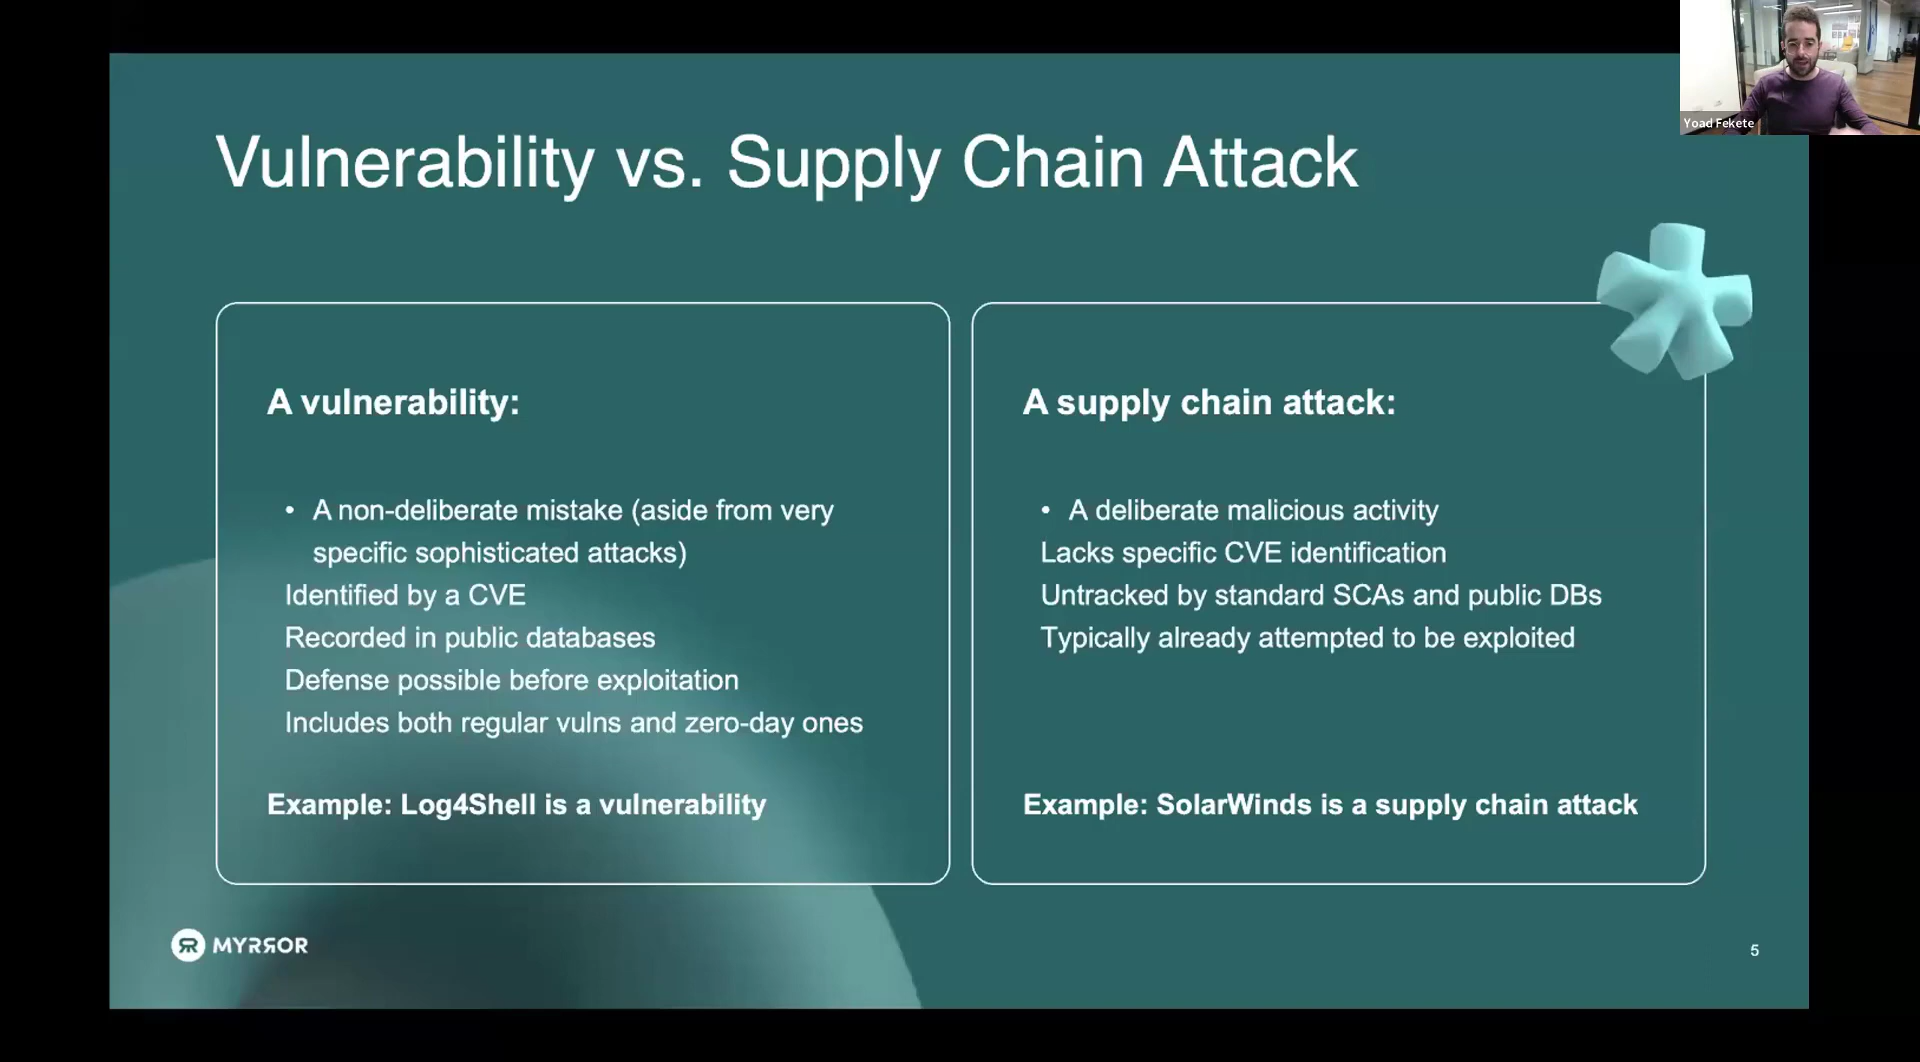 Yoad Fekete
Vulnerability vs. Supply Chain Attack
A vulnerability:
• A non-deliberate mistake (aside from very
specific sophisticated attacks)
Identified by a CVE
Recorded in public databases
Defense possible before exploitation
Includes both regular vulns and zero-day ones
Example: Log4Shell is a vulnerability
A supply chain attack:
• A deliberate malicious activity
Lacks specific CVE identification
Untracked by standard SCAs and public DBs
Typically already attempted to be exploited
Example: SolarWinds is a supply chain attack
MYRROR
5